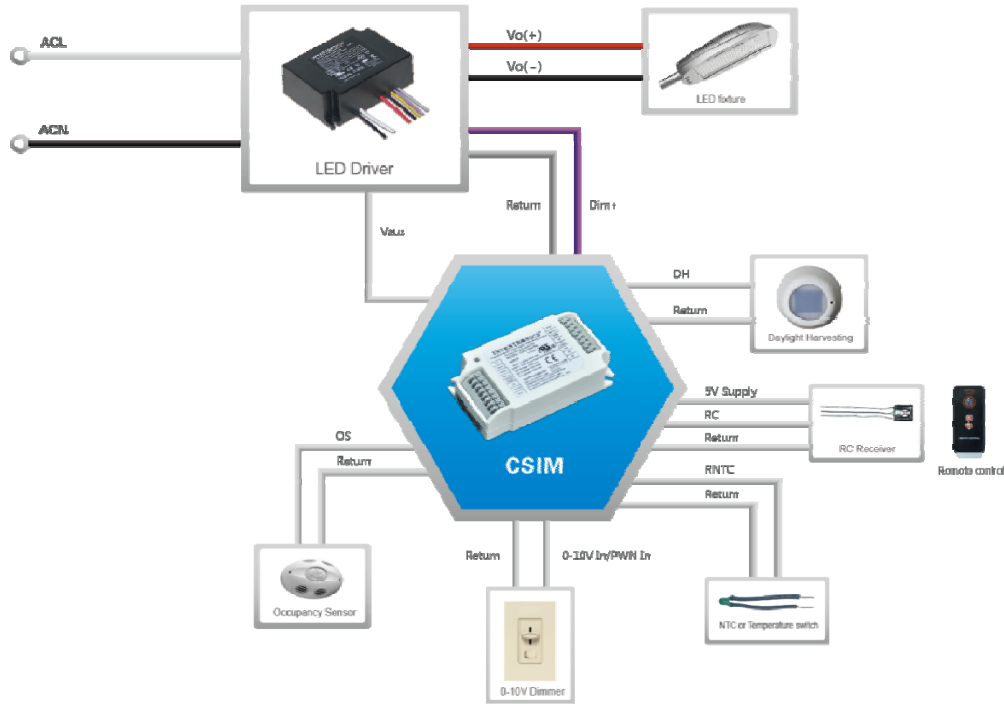 ACL
Vo(+)
Vo(-)
LED fixture
ACN
LED Driver
Return
Dim+
Vaux
DH
Return
Daylight Harvesting
5V Supply
RC
Return
RC Receiver
Remote control
CSIM
OS
Return
RNTC
Return
Occupancy Sensor
Return
0-10V In/PWN In
NTC or Temperature switch
0-10V Dimmer